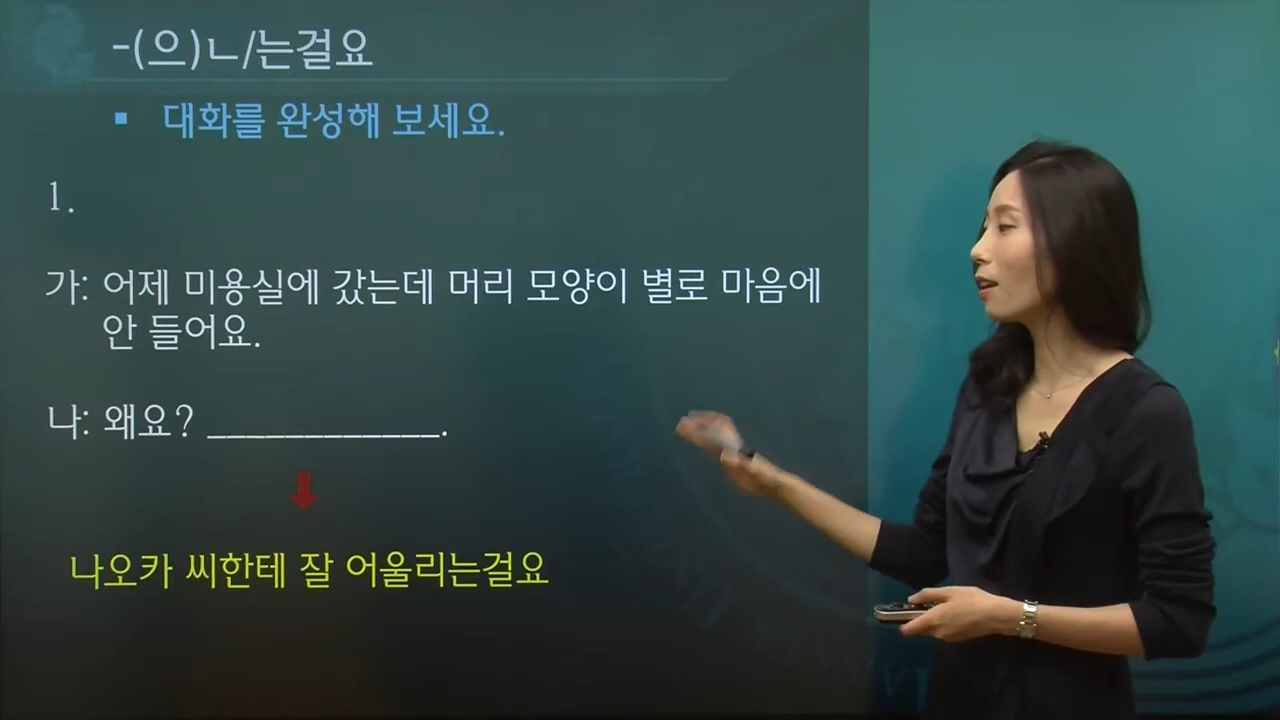 -(으)ㄴ/는걸요
▪ 대화를 완성해 보세요.
1.
가: 어제 미용실에 갔는데 머리 모양이 별로 마음에
안 들어요.
나: 왜요? ____________.
나오카 씨한테 잘 어울리는걸요